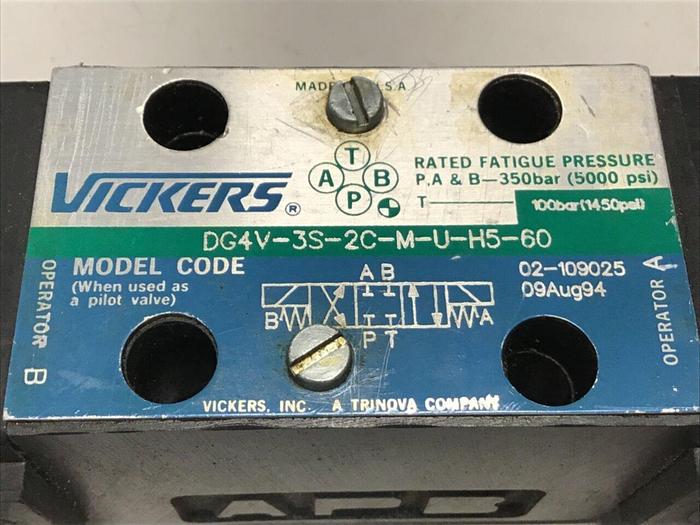 MADE U.S.A
VICKERS®
T
A B
P
RATED FATIGUE PRESSURE
P,A & B—350bar (5000 psi)
T— 100bar(1450psi)
DG4V-3S-2C-M-U-H5-60
MODEL CODE
(When used as
a pilot valve)
02-109025
09Aug94
A B
B A
P T
OPERATOR B
OPERATOR A
VICKERS, INC. A TRINOVA COMPANY